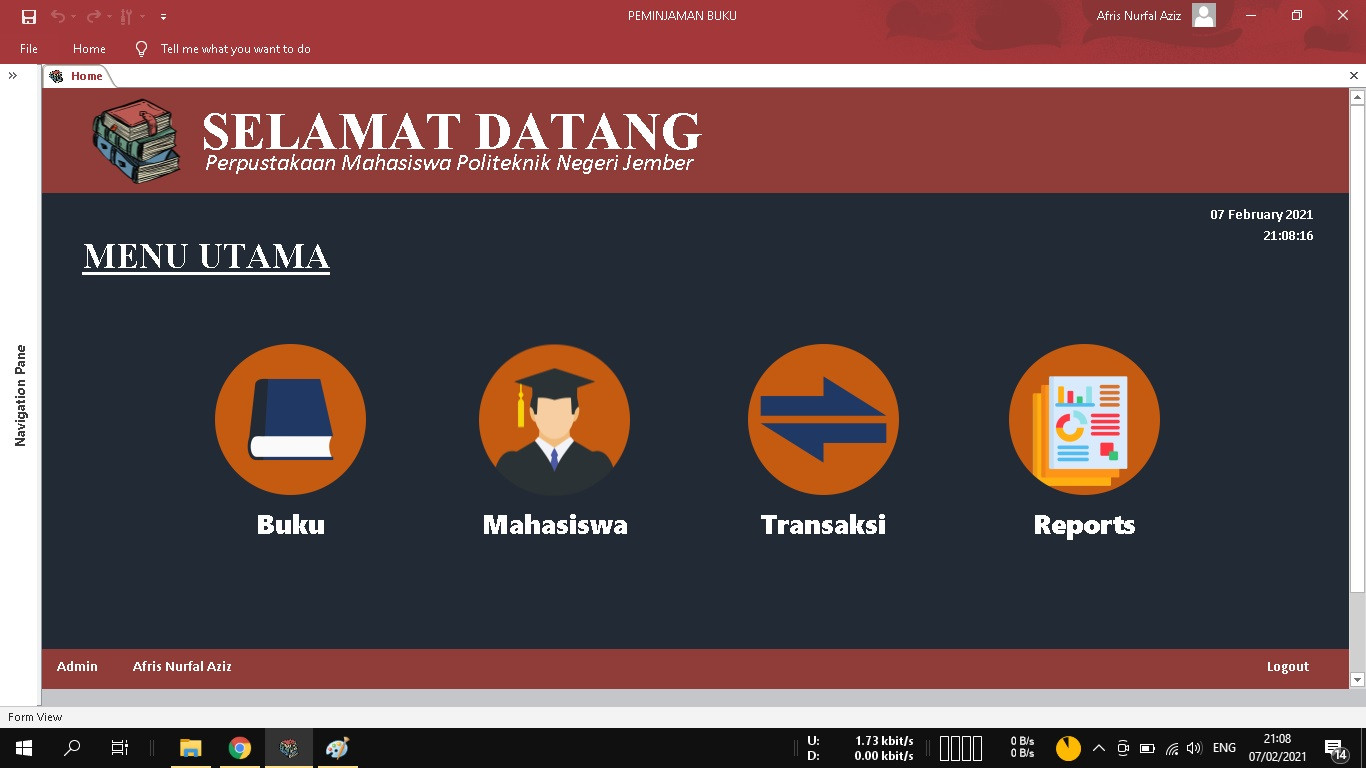 PEMINJAMAN BUKU
Afris Nurfal Aziz
File Home Tell me what you want to do
Home
SELAMAT DATANG
Perpustakaan Mahasiswa Politeknik Negeri Jember
07 February 2021
21:08:16
MENU UTAMA
Navigation Pane
Buku Mahasiswa Transaksi Reports
Admin Afris Nurfal Aziz Logout
Form View
U: 1.73 kbit/s
D: 0.00 kbit/s
0 B/s
0 B/s
ENG
21:08
07/02/2021
14